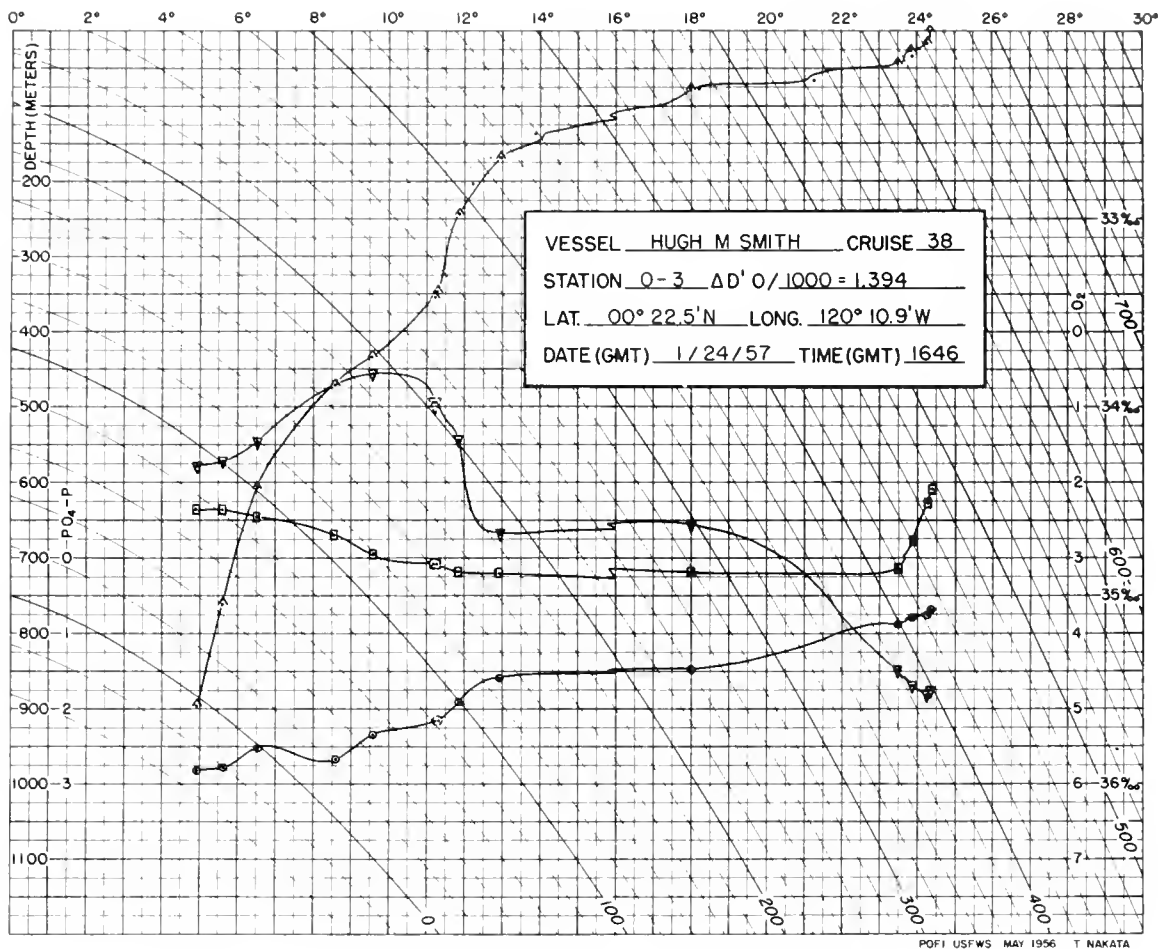 0° 2° 4° 6° 8° 10° 12° 14° 16° 18° 20° 22° 24° 26° 28° 30°
DEPTH (METERS)
200
300
400
500
600
700
800
900
1000
1100
PO4-P
0
1
2
3
VESSEL HUGH M SMITH CRUISE 38
STATION 0-3 ΔD' 0/1000 = 1.394
LAT. 00° 22.5'N LONG. 120° 10.9'W
DATE (GMT) 1/24/57 TIME (GMT) 1646
O2
0
1
2
3
4
5
6
7
33‰
34‰
35‰
36‰
700
600
500
0 100 200 300 400
POFI USFWS MAY 1956 T NAKATA